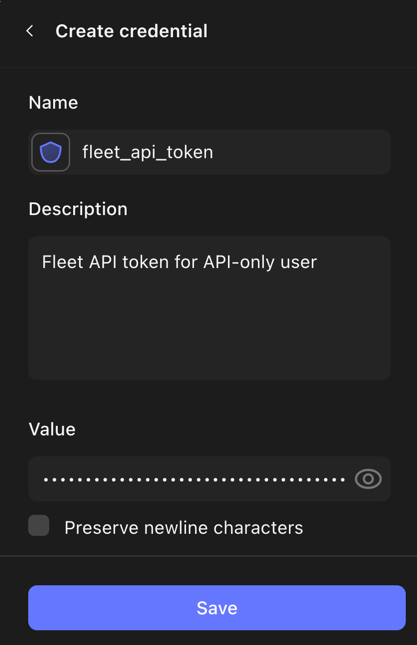 Create credential
Name
fleet_api_token
Description
Fleet API token for API-only user
Value
••••••••••••••••••••••••••••••••••••
Preserve newline characters
Save